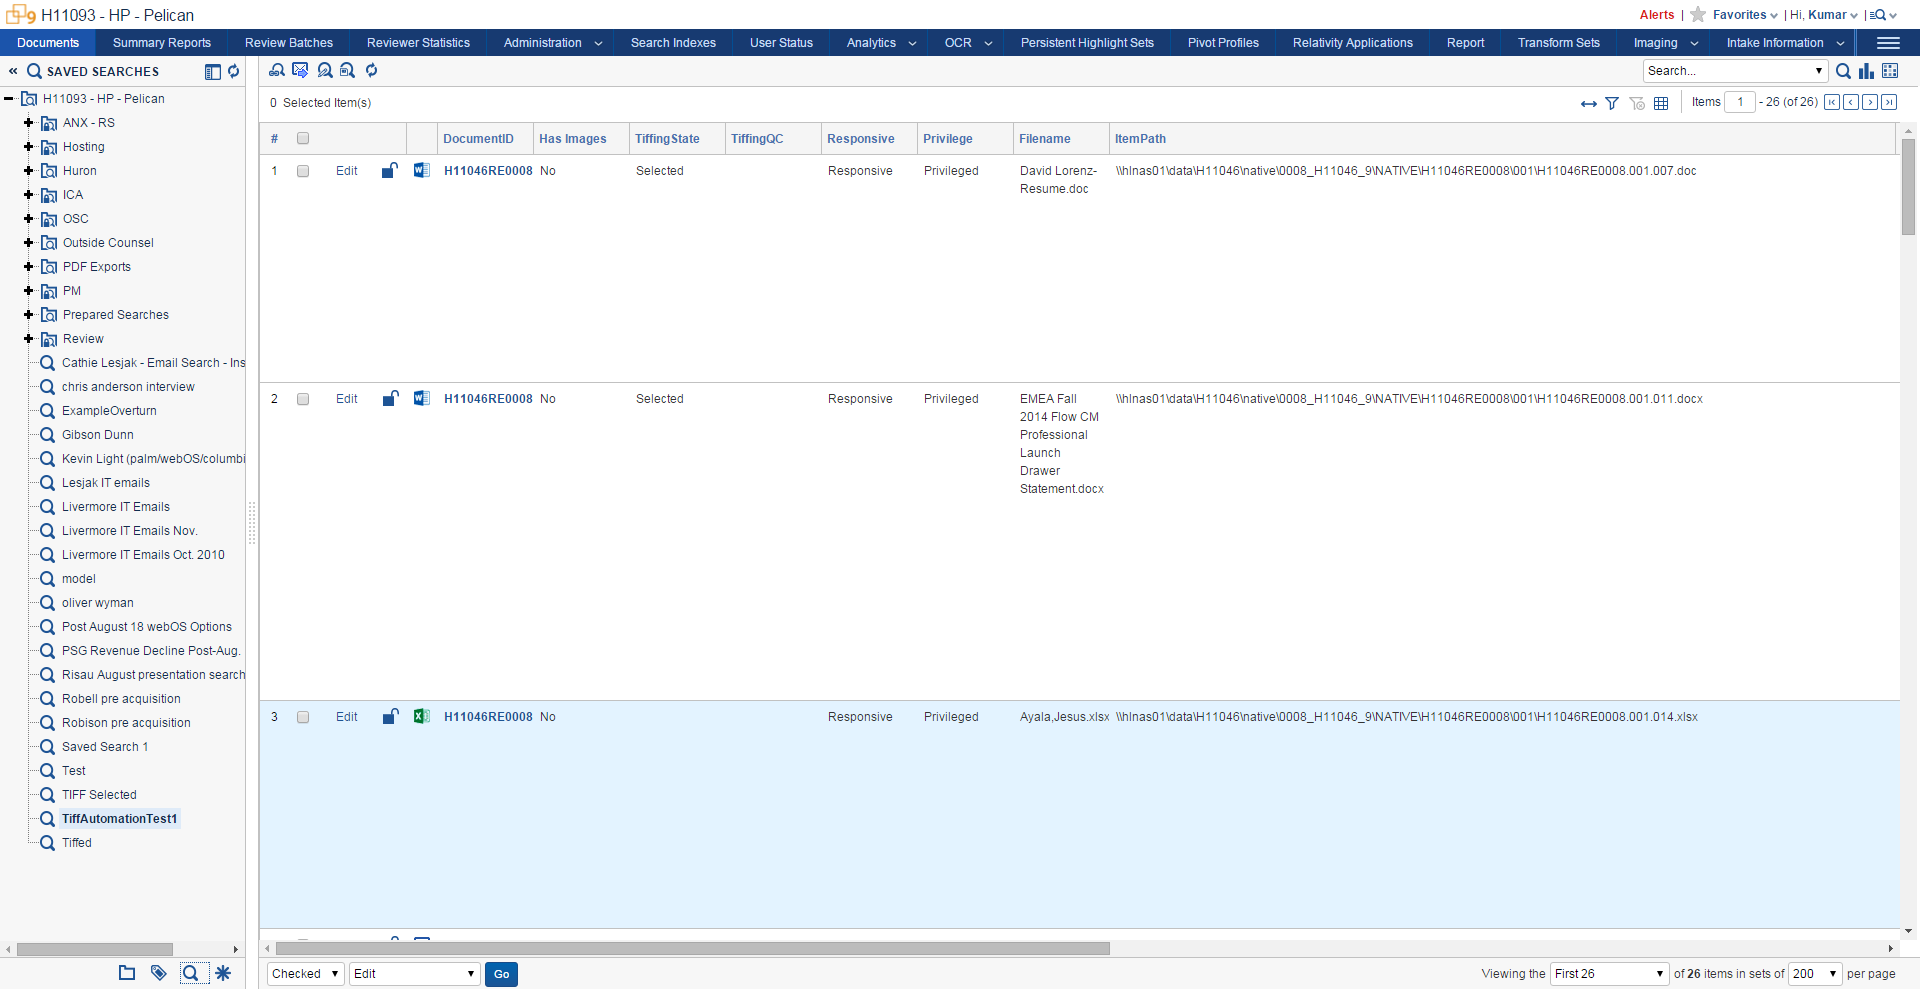 9 H11093 - HP - Pelican
Alerts | Favorites | Hi, Kumar |
Documents Summary Reports Review Batches Reviewer Statistics Administration Search Indexes User Status Analytics OCR Persistent Highlight Sets Pivot Profiles Relativity Applications Report Transform Sets Imaging Intake Information
« SAVED SEARCHES
Search...
H11093 - HP - Pelican
ANX - RS
Hosting
Huron
ICA
OSC
Outside Counsel
PDF Exports
PM
Prepared Searches
Review
Cathie Lesjak - Email Search - Ins
chris anderson interview
ExampleOverturn
Gibson Dunn
Kevin Light (palm/webOS/columbi
Lesjak IT emails
Livermore IT Emails
Livermore IT Emails Nov.
Livermore IT Emails Oct. 2010
model
oliver wyman
Post August 18 webOS Options
PSG Revenue Decline Post-Aug.
Risau August presentation search
Robell pre acquisition
Robison pre acquisition
Saved Search 1
Test
TIFF Selected
TiffAutomationTest1
Tiffed
0 Selected Item(s)
Items 1 - 26 (of 26)
# DocumentID Has Images TiffingState TiffingQC Responsive Privilege Filename ItemPath
1 Edit H11046RE0008 No Selected Responsive Privileged David Lorenz- \\hlnas01\data\H11046\native\0008_H11046_9\NATIVE\H11046RE0008\001\H11046RE0008.001.007.doc
Resume.doc
2 Edit H11046RE0008 No Selected Responsive Privileged EMEA Fall \\hlnas01\data\H11046\native\0008_H11046_9\NATIVE\H11046RE0008\001\H11046RE0008.001.011.docx
2014 Flow CM
Professional
Launch
Drawer
Statement.docx
3 Edit H11046RE0008 No Responsive Privileged Ayala,Jesus.xlsx \\hlnas01\data\H11046\native\0008_H11046_9\NATIVE\H11046RE0008\001\H11046RE0008.001.014.xlsx
Checked Edit Go
Viewing the First 26 of 26 items in sets of 200 per page